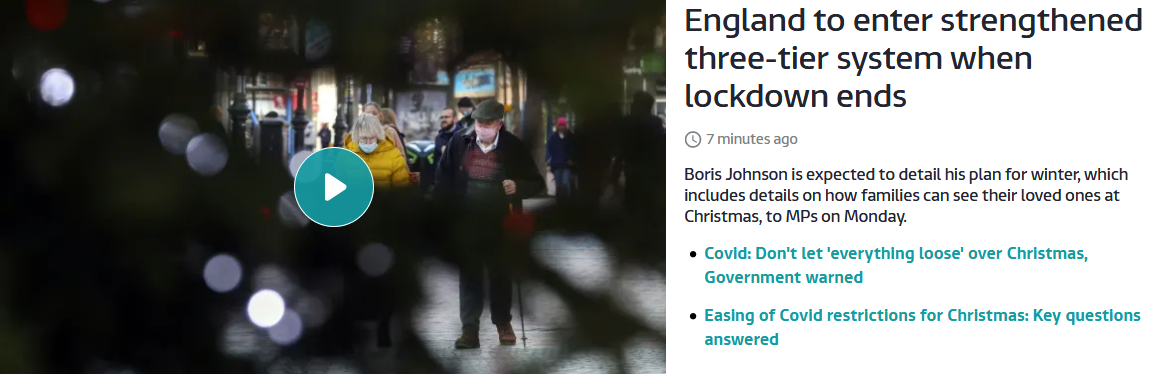 England to enter strengthened
three-tier system when
lockdown ends
7 minutes ago
Boris Johnson is expected to detail his plan for winter, which
includes details on how families can see their loved ones at
Christmas, to MPs on Monday.
Covid: Don't let 'everything loose' over Christmas,
Government warned
Easing of Covid restrictions for Christmas: Key questions
answered